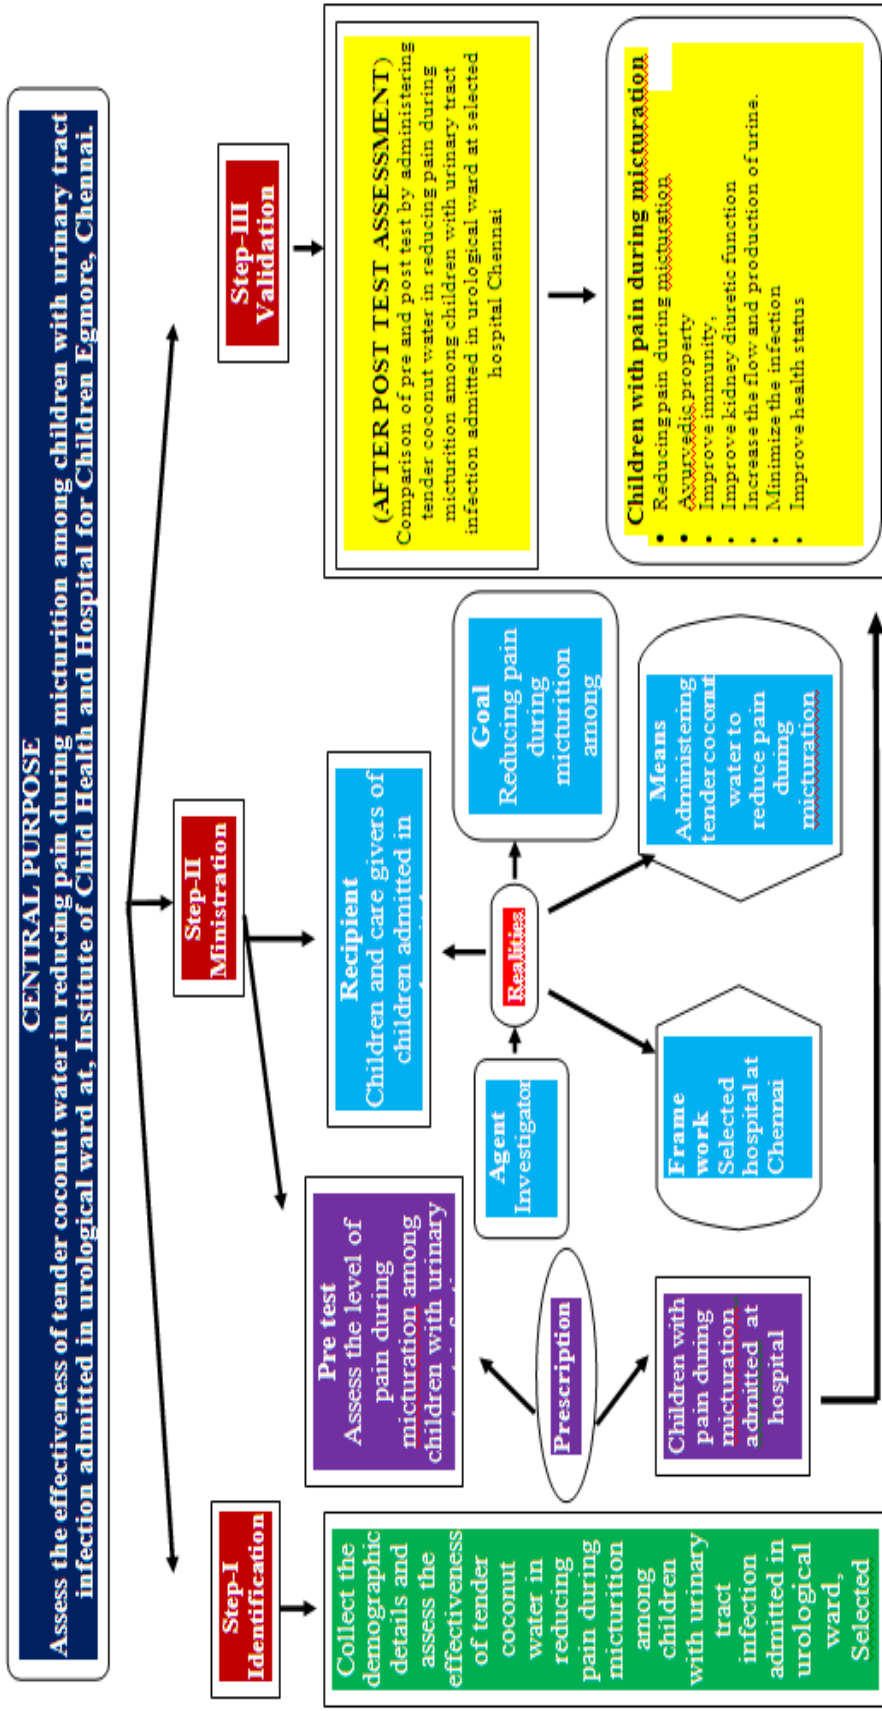 CENTRAL PURPOSE
Assess the effectiveness of tender coconut water in reducing pain during micturition among children with urinary tract
infection admitted in urological ward at, Institute of Child Health and Hospital for Children Egmore, Chennai.
Step-I
Identification
Collect the
demographic
details and
assess the
effectiveness
of tender
coconut
water in
reducing
pain during
micturition
among
children
with urinary
tract
infection
admitted in
urological
ward,
Selected
Step-II
Ministration
Pre test
Assess the level of
pain during
micturation among
children with urinary
Prescription
Children with
pain during
micturation
admitted at
hospital
Recipient
Children and care givers of
children admitted in
Agent
Investigator
Realities
Goal
Reducing pain
during
micturition
among
Frame
work
Selected
hospital at
Chennai
Means
Administering
tender coconut
water to
reduce pain
during
micturation
Step-III
Validation
(AFTER POST TEST ASSESSMENT)
Comparison of pre and post test by administering
tender coconut water in reducing pain during
micturition among children with urinary tract
infection admitted in urological ward at selected
hospital Chennai
Children with pain during micturation
• Reducing pain during micturation
• Ayurvedic property
• Improve immunity,
• Improve kidney diuretic function
• Increase the flow and production of urine.
• Minimize the infection
• Improve health status